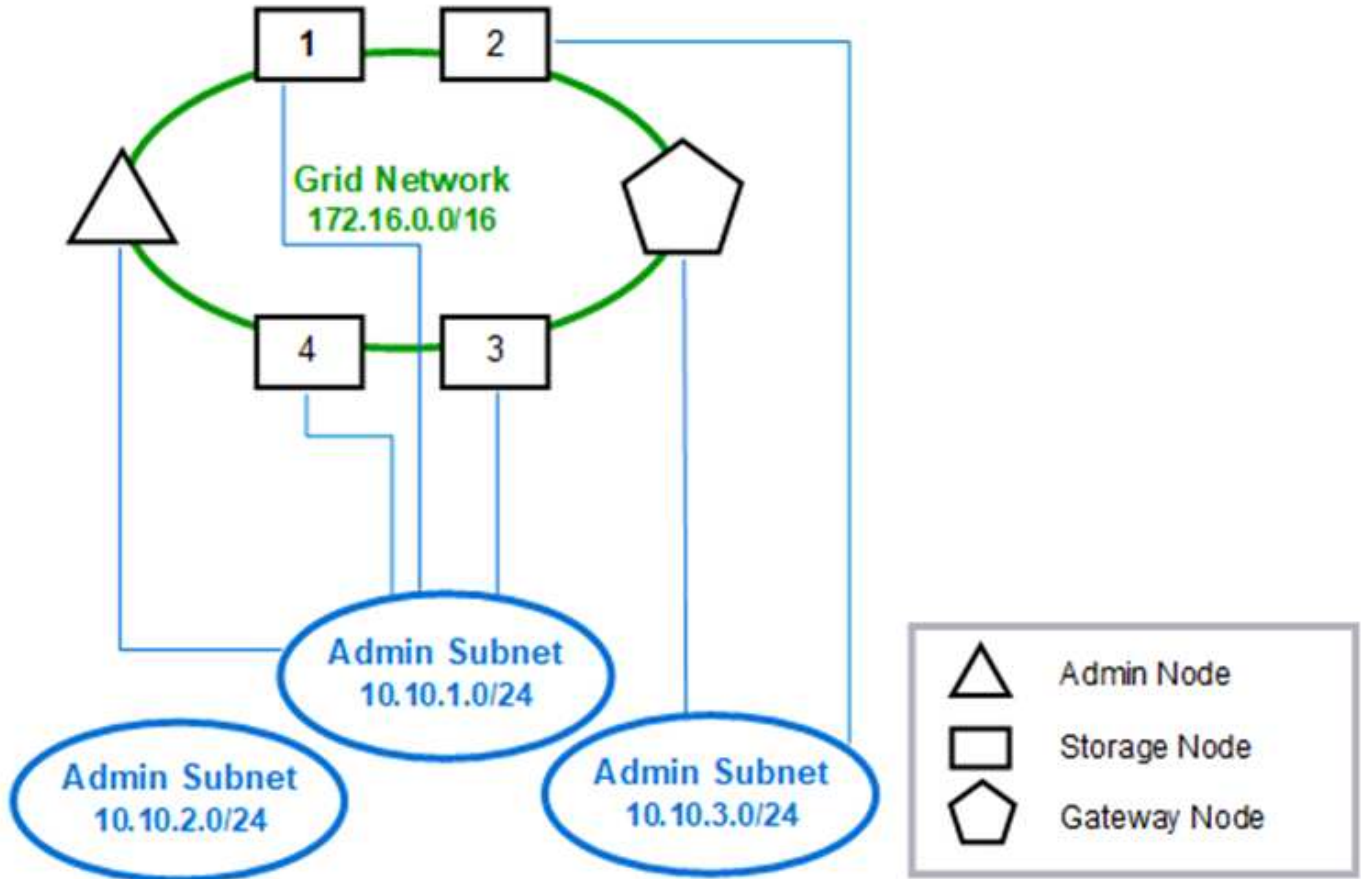 1
2
Grid Network
172.16.0.0/16
4
3
Admin Subnet
10.10.1.0/24
Admin Subnet
10.10.2.0/24
Admin Subnet
10.10.3.0/24
Admin Node
Storage Node
Gateway Node